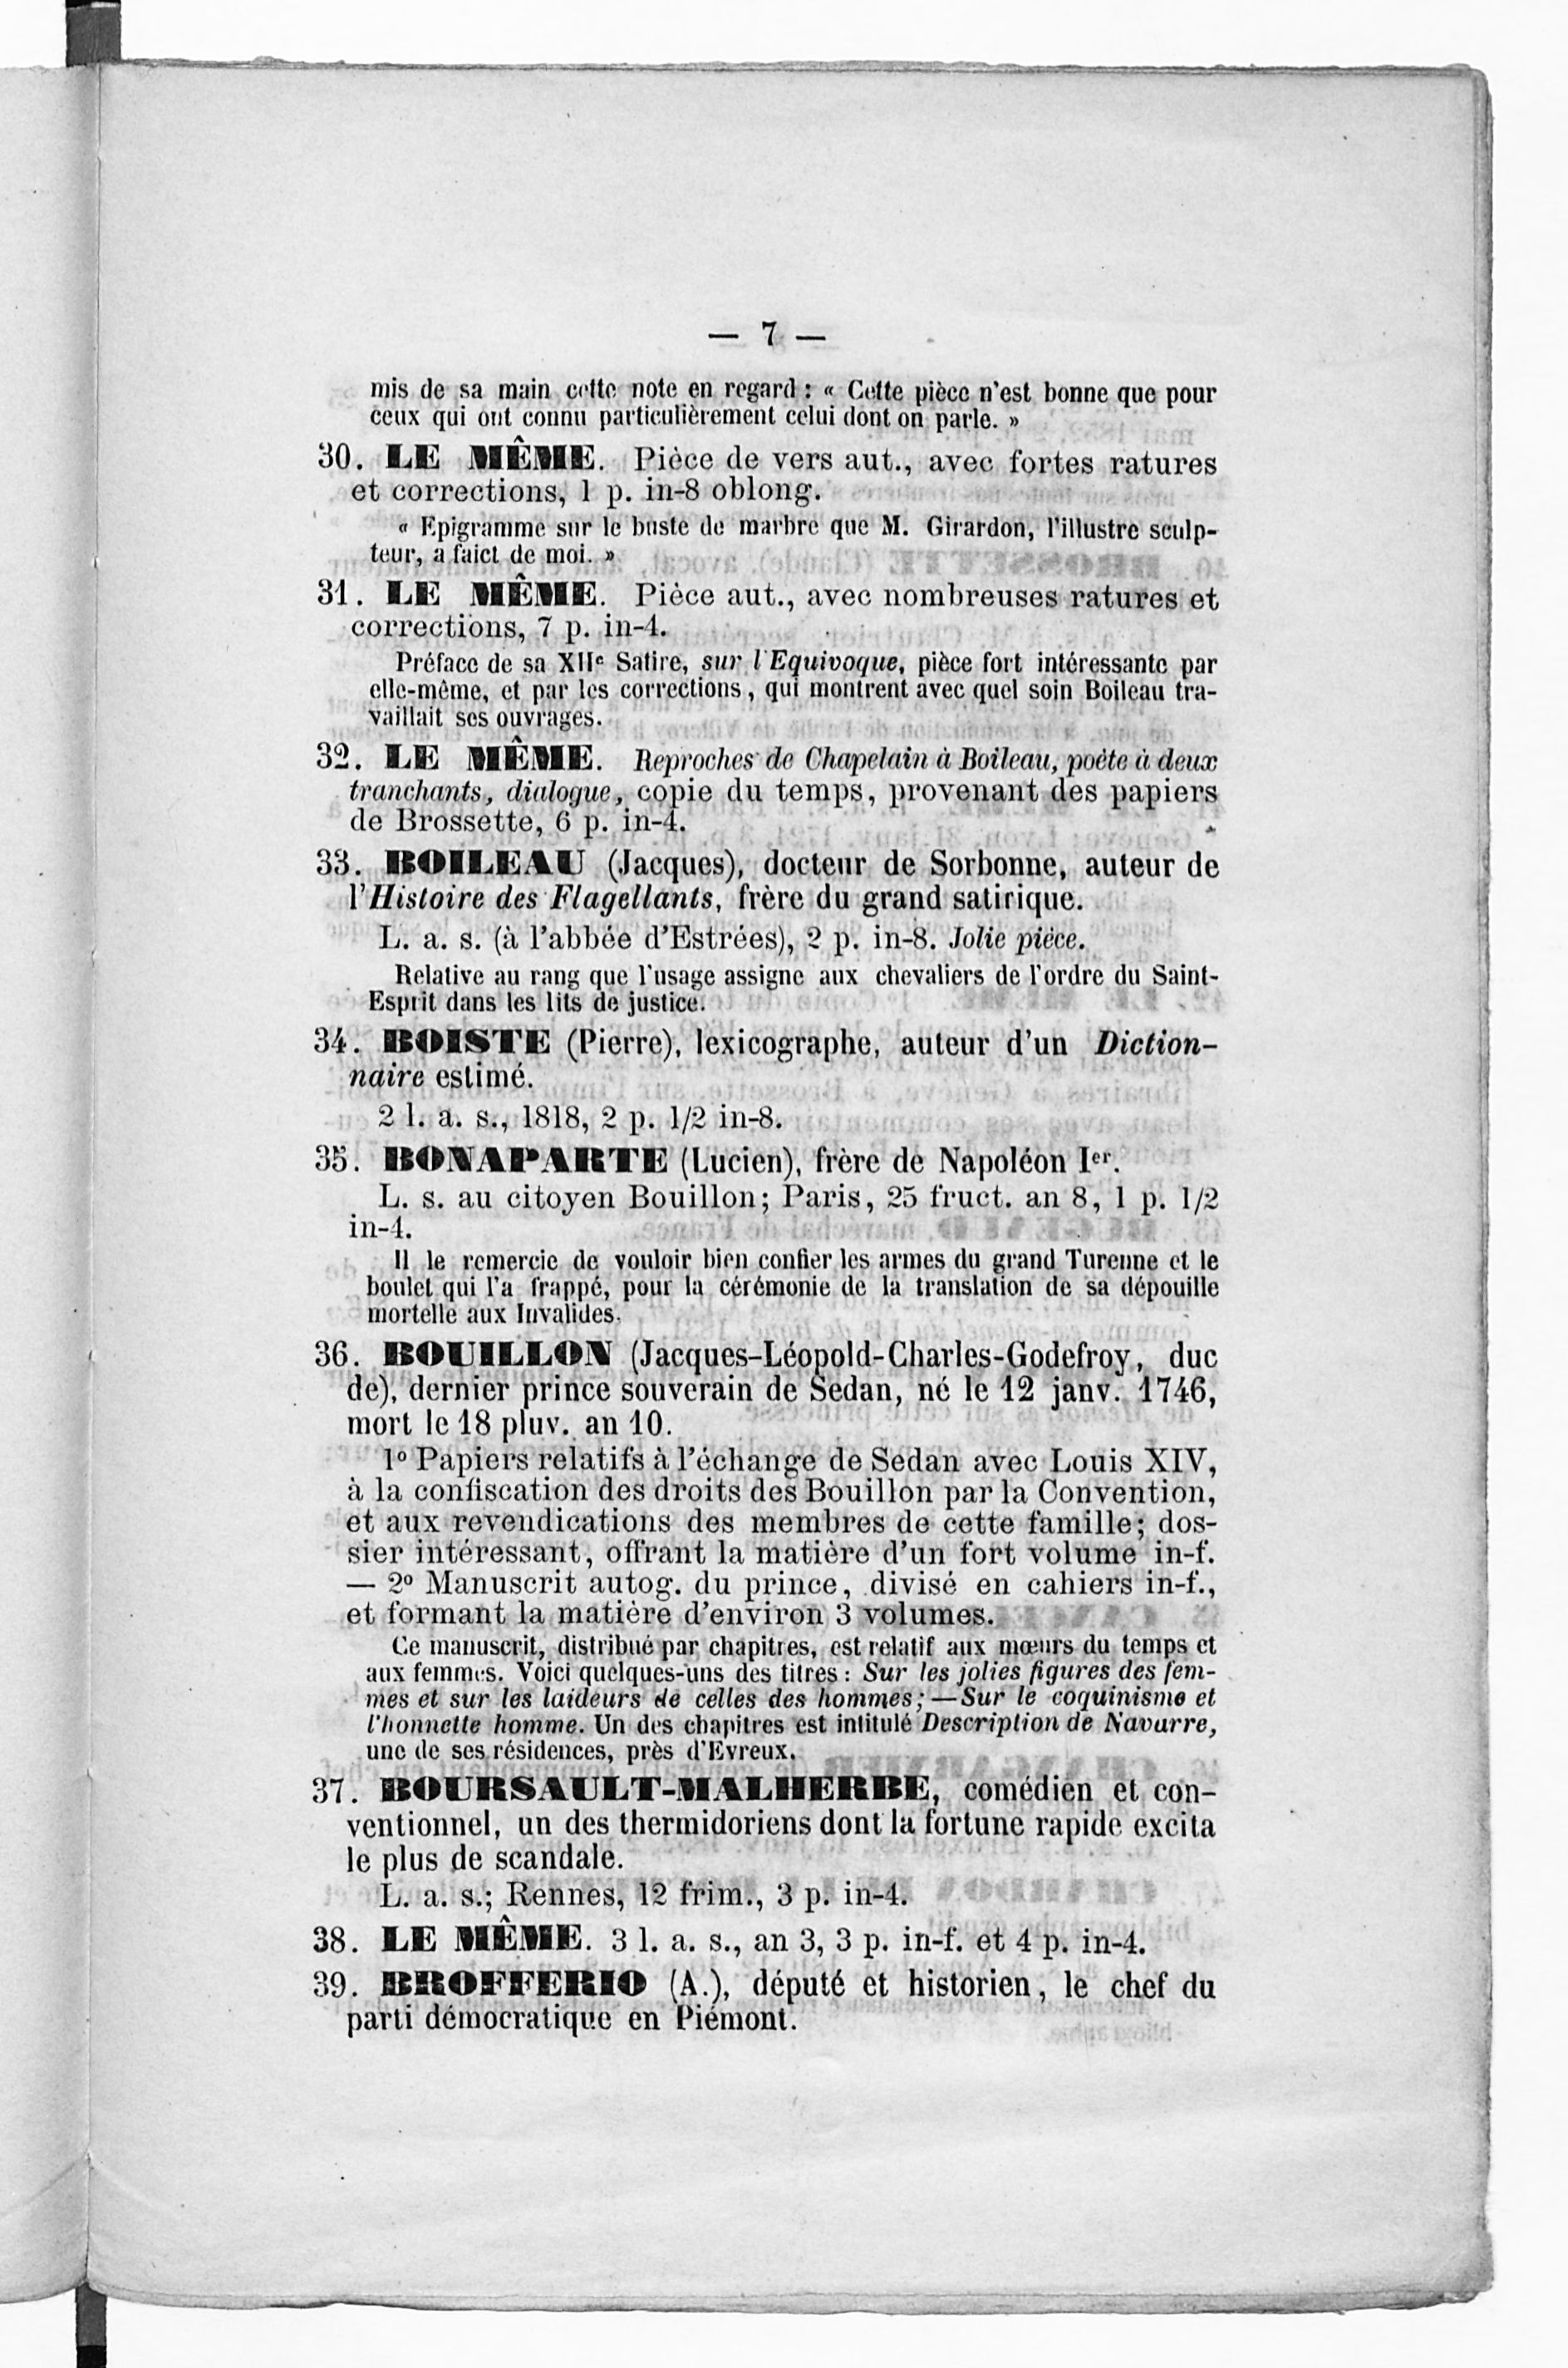 — 7 —
mis de sa main cette note en regard : « Cette pièce n'est bonne que pour
ceux qui ont connu particulièrement celui dont on parle. »
30. LE MÊME. Pièce de vers aut., avec fortes ratures
et corrections, 1 p. in-8 oblong.
« Epigramme sur le buste de marbre que M. Girardon, l'illustre sculp-
teur, a faict de moi. »
31. LE MÊME. Pièce aut., avec nombreuses ratures et
corrections, 7 p. in-4.
Préface de sa XIIe Satire, sur l'Equivoque, pièce fort intéressante par
elle-même, et par les corrections, qui montrent avec quel soin Boileau tra-
vaillait ses ouvrages.
32. LE MÊME. Reproches de Chapelain à Boileau, poète à deux
tranchants, dialogue, copie du temps, provenant des papiers
de Brossette, 6 p. in-4.
33. BOILEAU (Jacques), docteur de Sorbonne, auteur de
l'Histoire des Flagellants, frère du grand satirique.
L. a. s. (à l'abbée d'Estrées), 2 p. in-8. Jolie pièce.
Relative au rang que l'usage assigne aux chevaliers de l'ordre du Saint-
Esprit dans les lits de justice.
34. BOISTE (Pierre), lexicographe, auteur d'un Diction-
naire estimé.
2 l. a. s., 1818, 2 p. 1/2 in-8.
35. BONAPARTE (Lucien), frère de Napoléon Ier.
L. s. au citoyen Bouillon; Paris, 25 fruct. an 8, 1 p. 1/2
in-4.
Il le remercie de vouloir bien confier les armes du grand Turenne et le
boulet qui l'a frappé, pour la cérémonie de la translation de sa dépouille
mortelle aux Invalides.
36. BOUILLON (Jacques-Léopold-Charles-Godefroy, duc
de), dernier prince souverain de Sedan, né le 12 janv. 1746,
mort le 18 pluv. an 10.
1º Papiers relatifs à l'échange de Sedan avec Louis XIV,
à la confiscation des droits des Bouillon par la Convention,
et aux revendications des membres de cette famille; dos-
sier intéressant, offrant la matière d'un fort volume in-f.
— 2º Manuscrit autog. du prince, divisé en cahiers in-f.,
et formant la matière d'environ 3 volumes.
Ce manuscrit, distribué par chapitres, est relatif aux mœurs du temps et
aux femmes. Voici quelques-uns des titres : Sur les jolies figures des fem-
mes et sur les laideurs de celles des hommes; — Sur le coquinisme et
l'honnette homme. Un des chapitres est intitulé Description de Navarre,
une de ses résidences, près d'Evreux.
37. BOURSAULT-MALHERBE, comédien et con-
ventionnel, un des thermidoriens dont la fortune rapide excita
le plus de scandale.
L. a. s.; Rennes, 12 frim., 3 p. in-4.
38. LE MÊME. 3 l. a. s., an 3, 3 p. in-f. et 4 p. in-4.
39. BROFFERIO (A.), député et historien, le chef du
parti démocratique en Piémont.